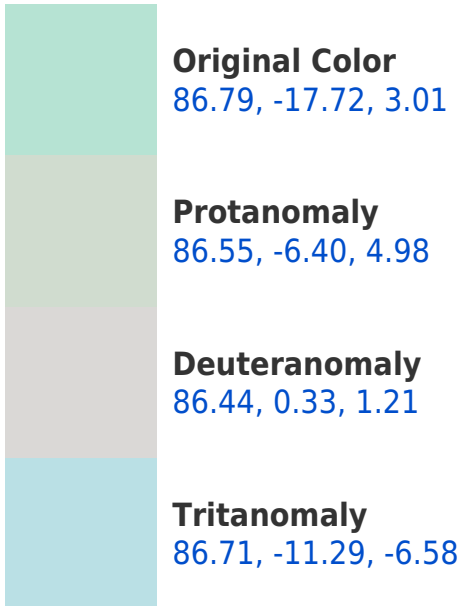 Original Color
86.79, -17.72, 3.01
Protanomaly
86.55, -6.40, 4.98
Deuteranomaly
86.44, 0.33, 1.21
Tritanomaly
86.71, -11.29, -6.58